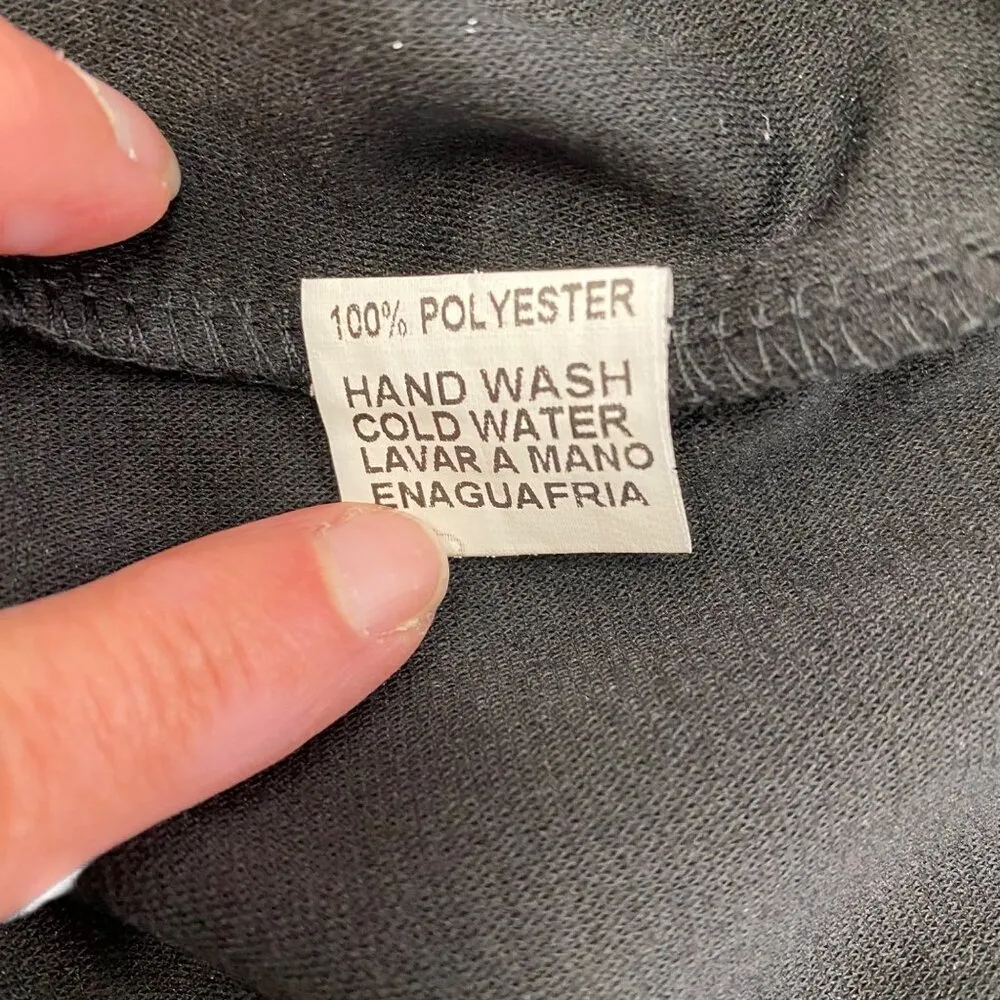 100% POLYESTER
HAND WASH
COLD WATER
LAVAR A MANO
ENAGUAFRIA